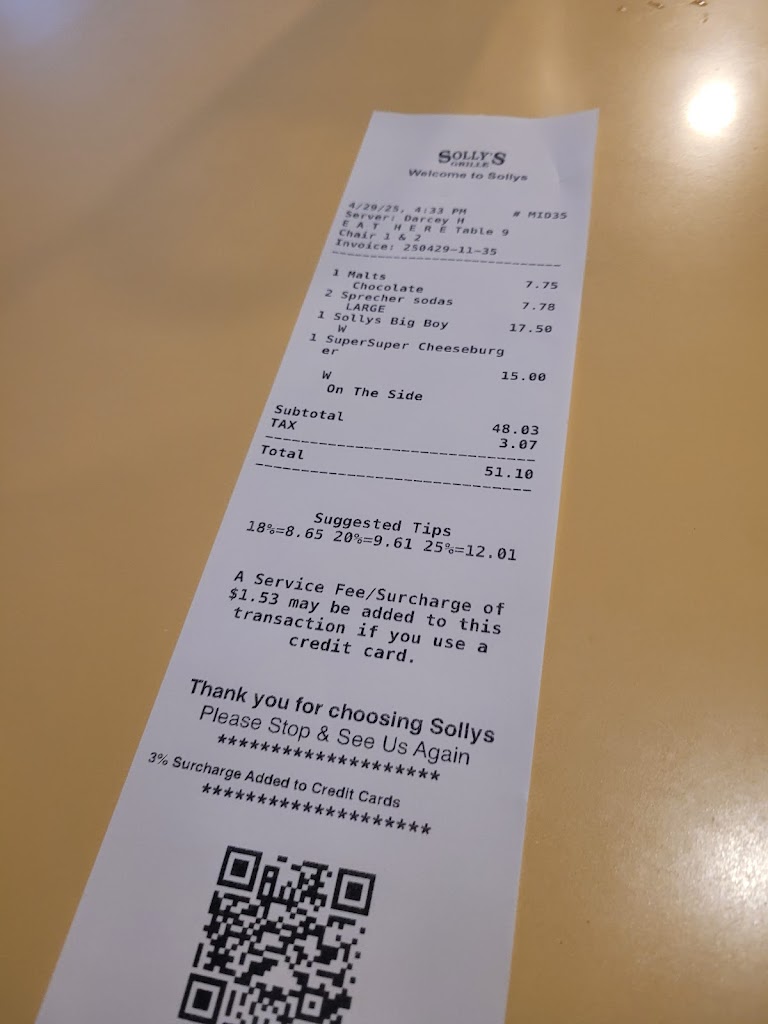 SOLLY'S
GRILLE
Welcome to Sollys
4/29/25, 4:33 PM # MID35
Server: Darcey H
E A T H E R E Table 9
Chair 1 & 2
Invoice: 250429-11-35
1 Malts 7.75
Chocolate
2 Sprecher sodas 7.78
LARGE
1 Sollys Big Boy 17.50
W
1 SuperSuper Cheeseburg
er
15.00
W
On The Side
Subtotal 48.03
TAX 3.07
Total 51.10
Suggested Tips
18%=8.65 20%=9.61 25%=12.01
A Service Fee/Surcharge of
$1.53 may be added to this
transaction if you use a
credit card.
Thank you for choosing Sollys
Please Stop & See Us Again
********************
3% Surcharge Added to Credit Cards
********************